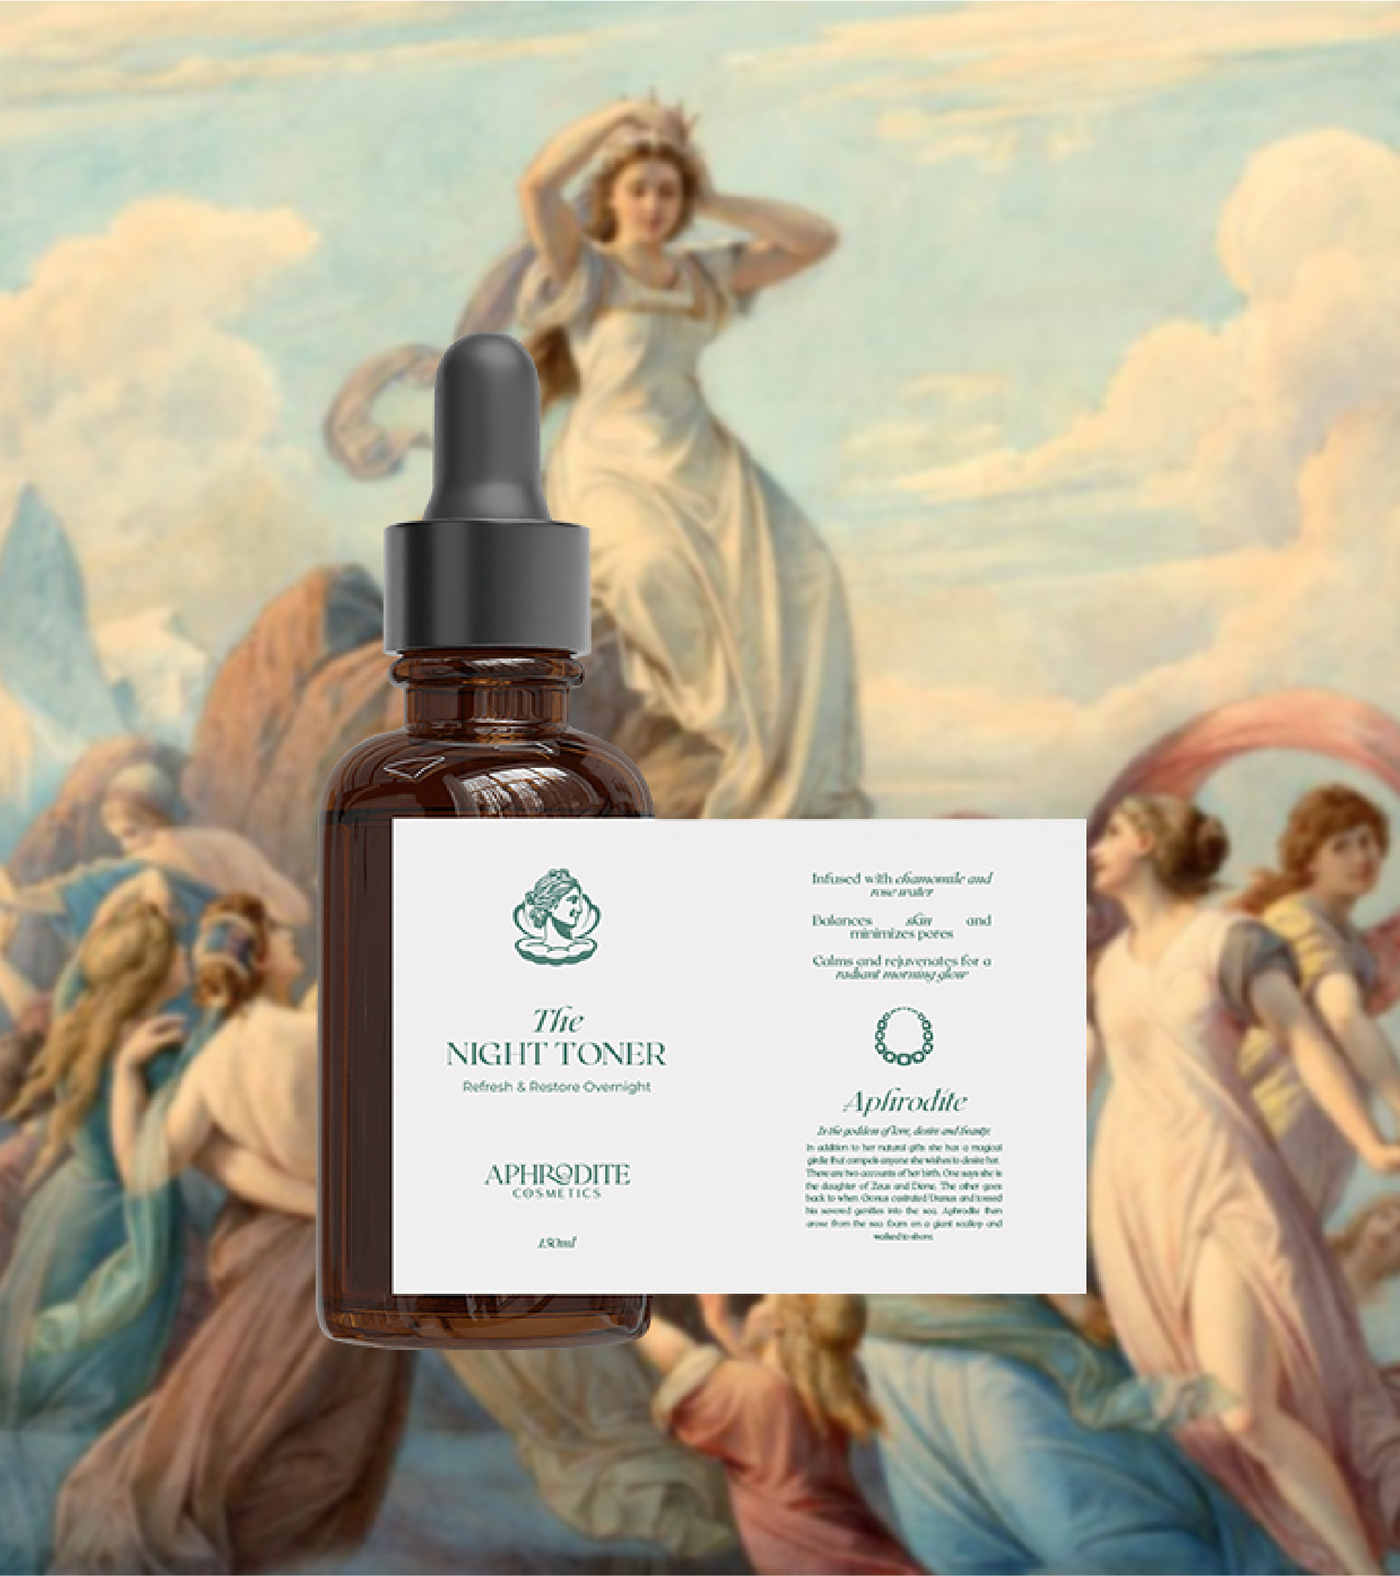 The
NIGHT TONER
Refresh & Restore Overnight
APHRODITE
COSMETICS
150ml
Infused with chamomile and
rose water
Balances skin and
minimizes pores
Calms and rejuvenates for a
radiant morning glow
Aphrodite
Is the goddess of love, desire and beauty.
In addition to her natural gifts she has a magical
girdle that compels anyone she wishes to desire her.
There are two accounts of her birth. One says she is
the daughter of Zeus and Dione. The other goes
back to when Cronus castrated Uranus and tossed
his severed genitles into the sea. Aphrodite then
arose from the sea foam on a giant scallop and
walked to shore.